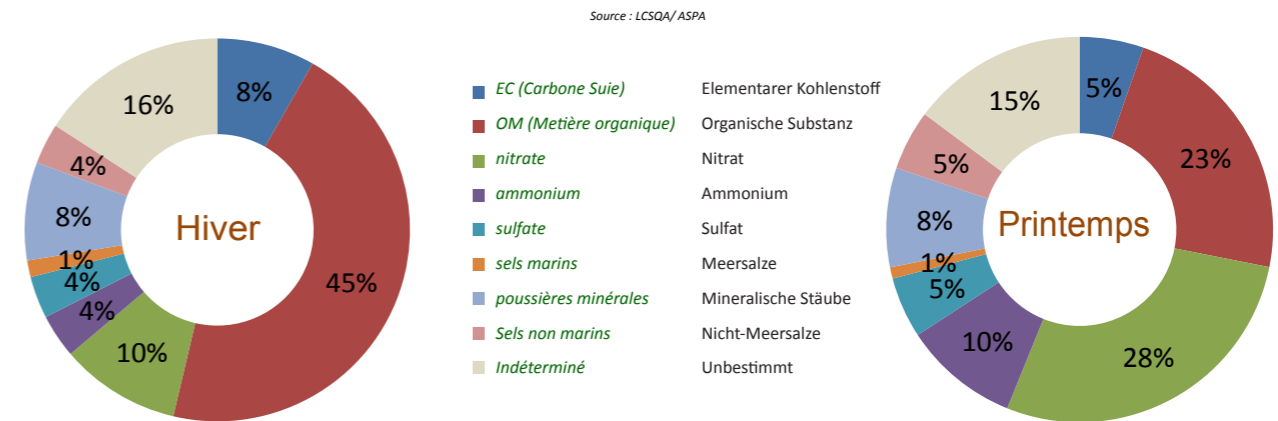 Source : LCSQA/ ASPA
8%
45%
10%
4%
4%
1%
8%
4%
16%
Hiver
EC (Carbone Suie) Elementarer Kohlenstoff
OM (Metière organique) Organische Substanz
nitrate Nitrat
ammonium Ammonium
sulfate Sulfat
sels marins Meersalze
poussières minérales Mineralische Stäube
Sels non marins Nicht-Meersalze
Indéterminé Unbestimmt
5%
23%
28%
10%
5%
1%
8%
5%
15%
Printemps